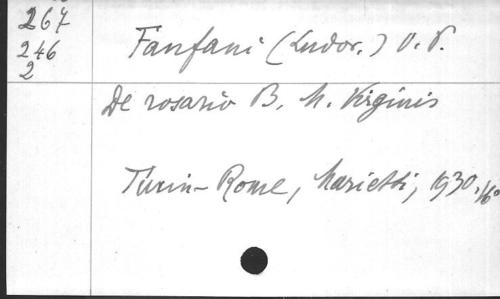 267
246
2
Fanfani (Ludov.) O. P.
De rosario B. M. Virginis
Turin-Rome, Marietti, 1930, 16°